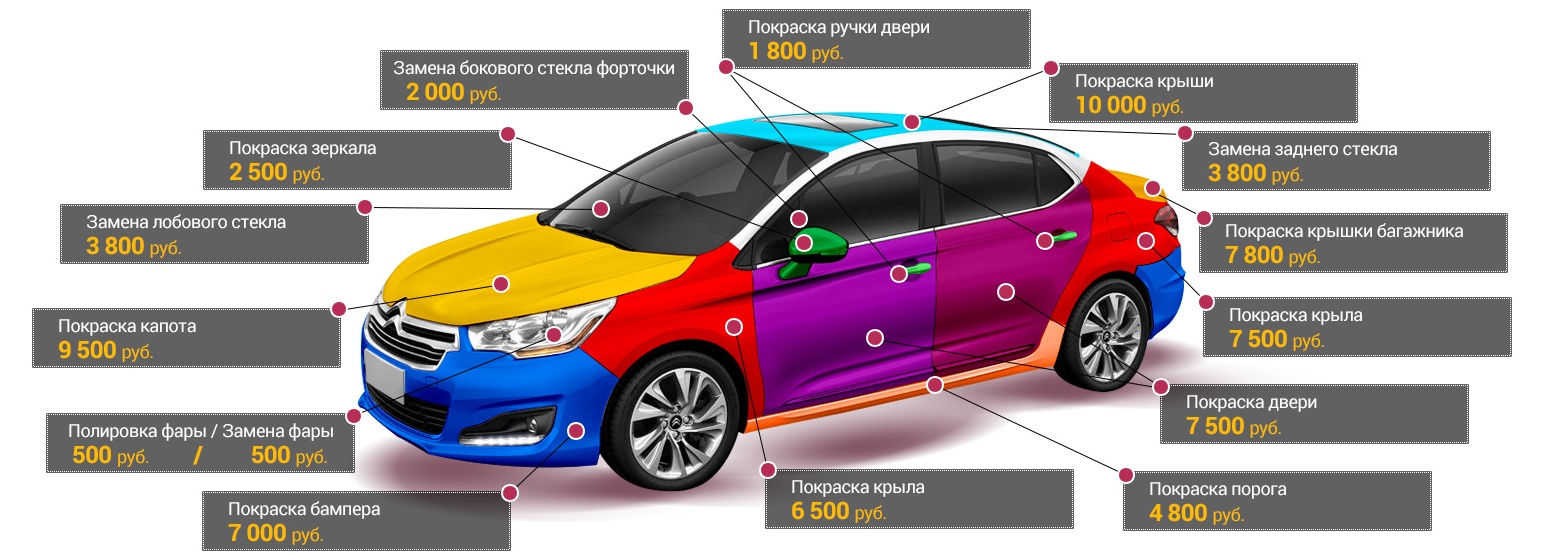 Покраска ручки двери
1 800 руб.
Замена бокового стекла форточки
2 000 руб.
Покраска крыши
10 000 руб.
Покраска зеркала
2 500 руб.
Замена заднего стекла
3 800 руб.
Замена лобового стекла
3 800 руб.
Покраска крышки багажника
7 800 руб.
Покраска капота
9 500 руб.
Покраска крыла
7 500 руб.
Полировка фары / Замена фары
500 руб. / 500 руб.
Покраска двери
7 500 руб.
Покраска бампера
7 000 руб.
Покраска крыла
6 500 руб.
Покраска порога
4 800 руб.